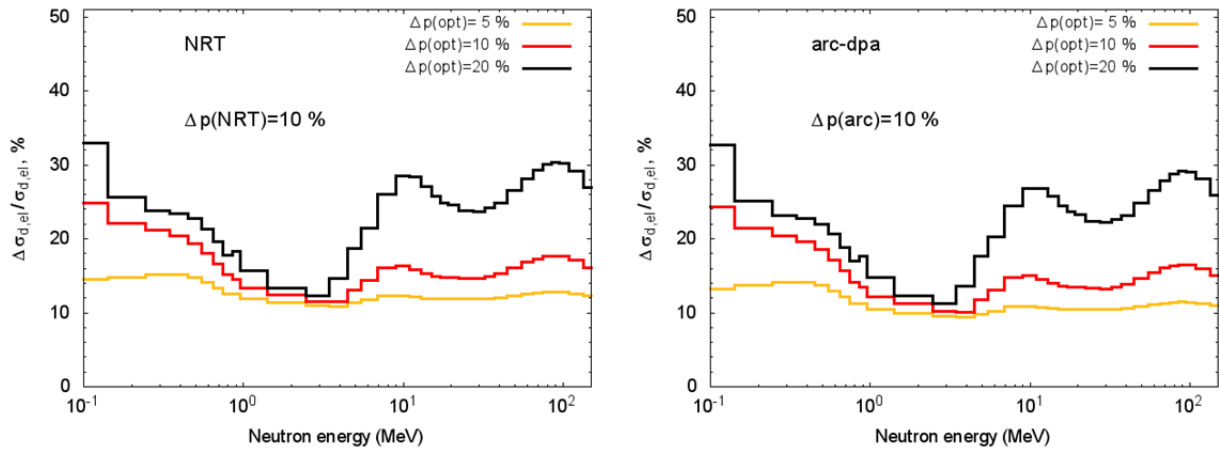 NRT
Δp(opt)= 5 %
Δp(opt)=10 %
Δp(opt)=20 %
Δp(NRT)=10 %
Δσd,el/σd,el, %
50
40
30
20
10
0
10-1
100
101
102
Neutron energy (MeV)
arc-dpa
Δp(opt)= 5 %
Δp(opt)=10 %
Δp(opt)=20 %
Δp(arc)=10 %
Δσd,el/σd,el, %
50
40
30
20
10
0
10-1
100
101
102
Neutron energy (MeV)